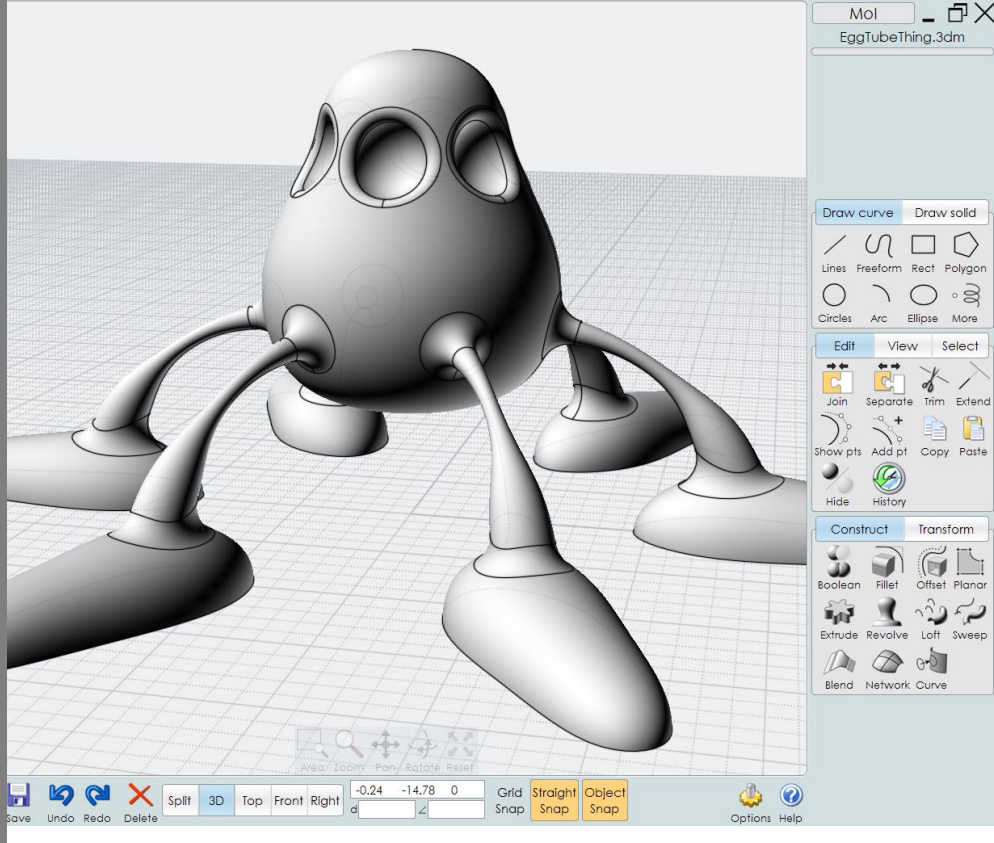 MoI
EggTubeThing.3dm
Draw curve Draw solid
Lines Freeform Rect Polygon
Circles Arc Ellipse More
Edit View Select
Join Separate Trim Extend
Show pts Add pt Copy Paste
Hide History
Construct Transform
Boolean Fillet Offset Planar
Extrude Revolve Loft Sweep
Blend Network Curve
Area Zoom Pan Rotate Reset
Save Undo Redo Delete
Split 3D Top Front Right
-0.24 -14.78 0
d
Grid Snap
Straight Snap
Object Snap
Options Help